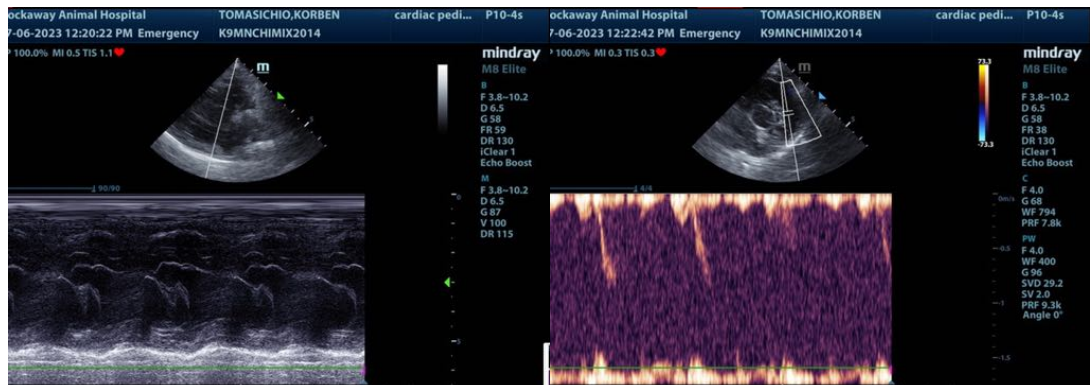 ockaway Animal Hospital TOMASICHIO,KORBEN cardiac pedi... P10-4s
7-06-2023 12:20:22 PM Emergency K9MNCHIMIX2014
P 100.0% MI 0.5 TIS 1.1
m
mindray
M8 Elite
B
F 3.8~10.2
D 6.5
G 58
FR 59
DR 130
iClear 1
Echo Boost
M
F 3.8~10.2
D 6.5
G 87
V 100
DR 115
5
90/90
0
5
ockaway Animal Hospital TOMASICHIO,KORBEN cardiac pedi... P10-4s
7-06-2023 12:22:42 PM Emergency K9MNCHIMIX2014
P 100.0% MI 0.3 TIS 0.3
m
73.3
-73.3
mindray
M8 Elite
B
F 3.8~10.2
D 6.5
G 58
FR 38
DR 130
iClear 1
Echo Boost
C
F 4.0
G 68
WF 794
PRF 7.8k
PW
F 4.0
WF 400
G 96
SVD 29.2
SV 2.0
PRF 9.3k
Angle 0°
5
4/4
0m/s
-0.5
-1
-1.5